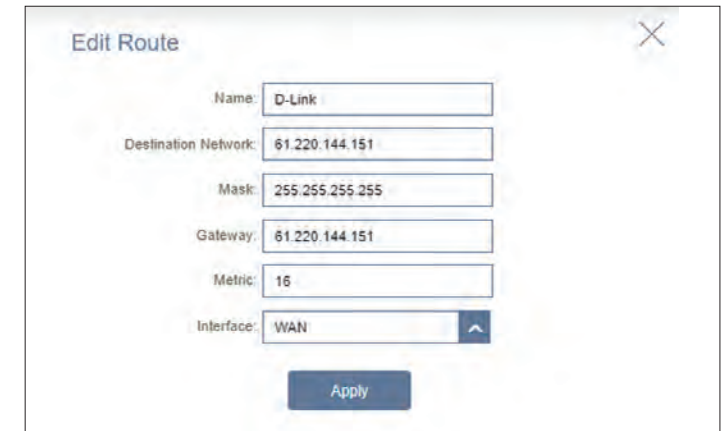 Edit Route
Name: D-Link
Destination Network: 61.220.144.151
Mask: 255.255.255.255
Gateway: 61.220.144.151
Metric: 16
Interface: WAN
Apply